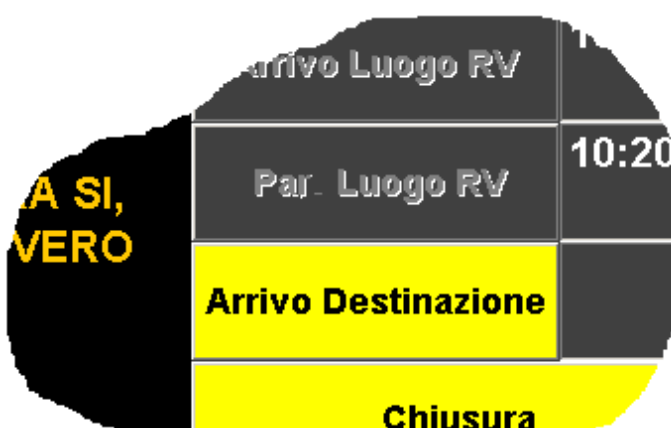 Arrivo Luogo RV
Par. Luogo RV
10:20
A SI,
VERO
Arrivo Destinazione
Chiusura